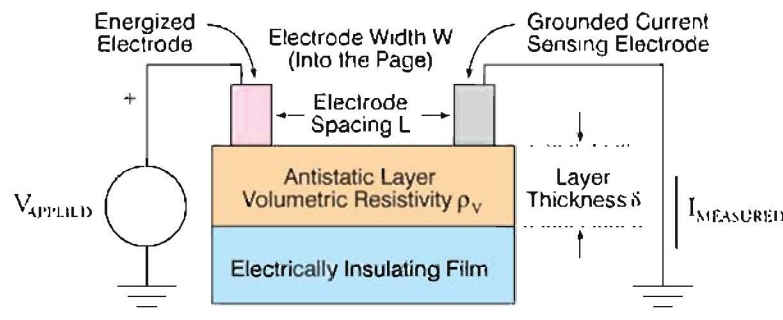 Energized
Electrode
Electrode Width W
(Into the Page)
Grounded Current
Sensing Electrode
+
Electrode
Spacing L
Antistatic Layer
Volumetric Resistivity ρV
Layer
Thickness δ
VAPPLIED
IMEASURED
Electrically Insulating Film